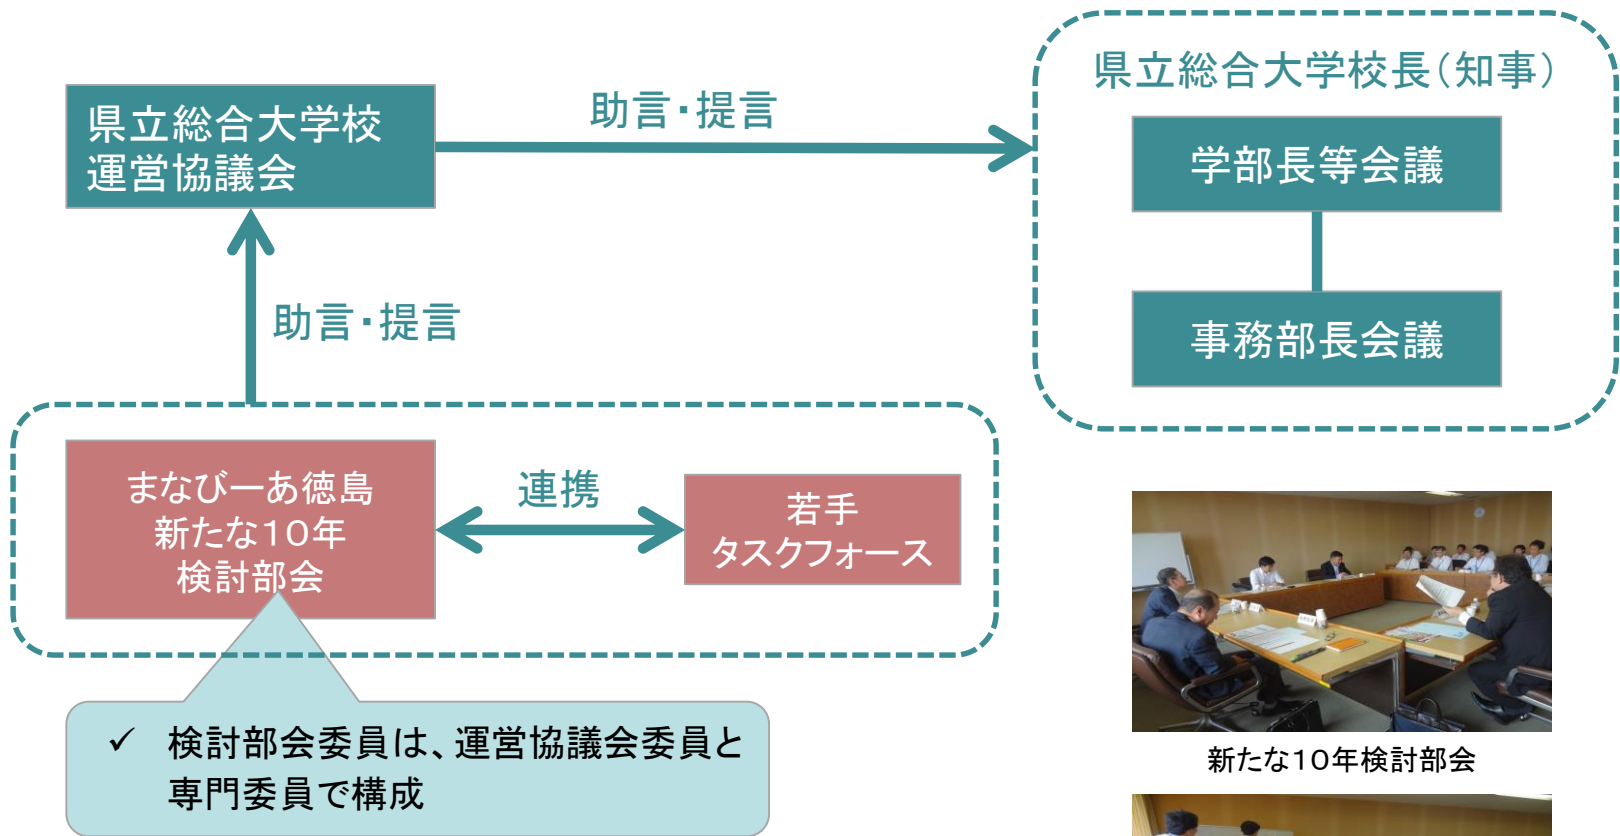 県立総合大学校長（知事）
県立総合大学校
運営協議会
助言・提言
学部長等会議
助言・提言
事務部長会議
まなびーあ徳島
新たな１０年
検討部会
連携
若手
タスクフォース
✓ 検討部会委員は、運営協議会委員と
専門委員で構成
新たな１０年検討部会